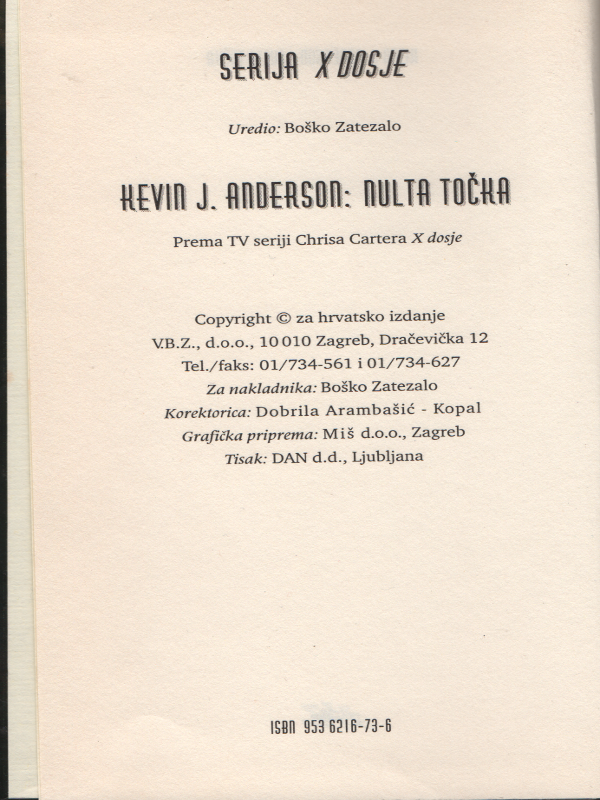 SERIJA X DOSJE
Uredio: Boško Zatezalo
KEVIN J. ANDERSON: NULTA TOČKA
Prema TV seriji Chrisa Cartera X dosje
Copyright © za hrvatsko izdanje
V.B.Z., d.o.o., 10 010 Zagreb, Dračevička 12
Tel./faks: 01/734-561 i 01/734-627
Za nakladnika: Boško Zatezalo
Korektorica: Dobrila Arambašić - Kopal
Grafička priprema: Miš d.o.o., Zagreb
Tisak: DAN d.d., Ljubljana
ISBN 953 6216-73-6